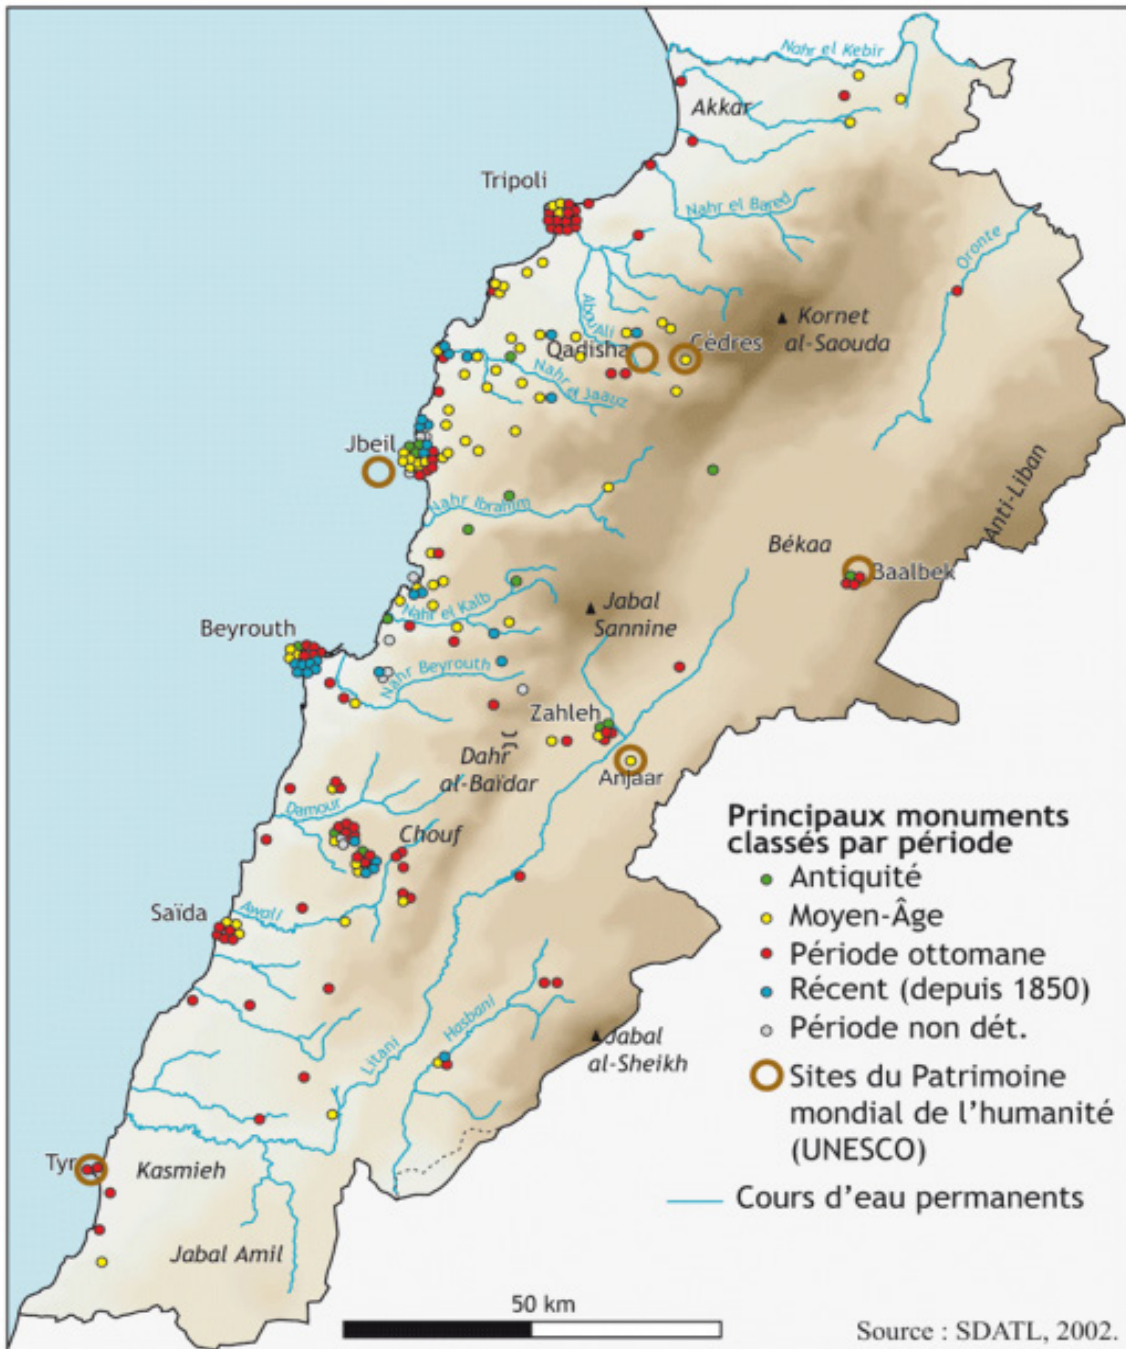 Nahr el Kebir
Akkar
Tripoli
Nahr el Bared
Oronte
Abou Ali
Kornet
al-Saouda
Qadisha
Cèdres
Nahr
el Jaauz
Jbeil
Nahr Ibrahim
Anti-Liban
Békaa
Baalbek
Nahr el Kalb
Jabal
Sannine
Beyrouth
Nahr Beyrouth
Zahleh
Dahr
al-Baïdar
Anjaar
Damour
Chouf
Saïda
Awali
Litani
Hasbani
Jabal
al-Sheikh
Tyr
Kasmieh
Jabal Amil
Principaux monuments
classés par période
Antiquité
Moyen-Âge
Période ottomane
Récent (depuis 1850)
Période non dét.
Sites du Patrimoine
mondial de l'humanité
(UNESCO)
Cours d'eau permanents
50 km
Source : SDATL, 2002.